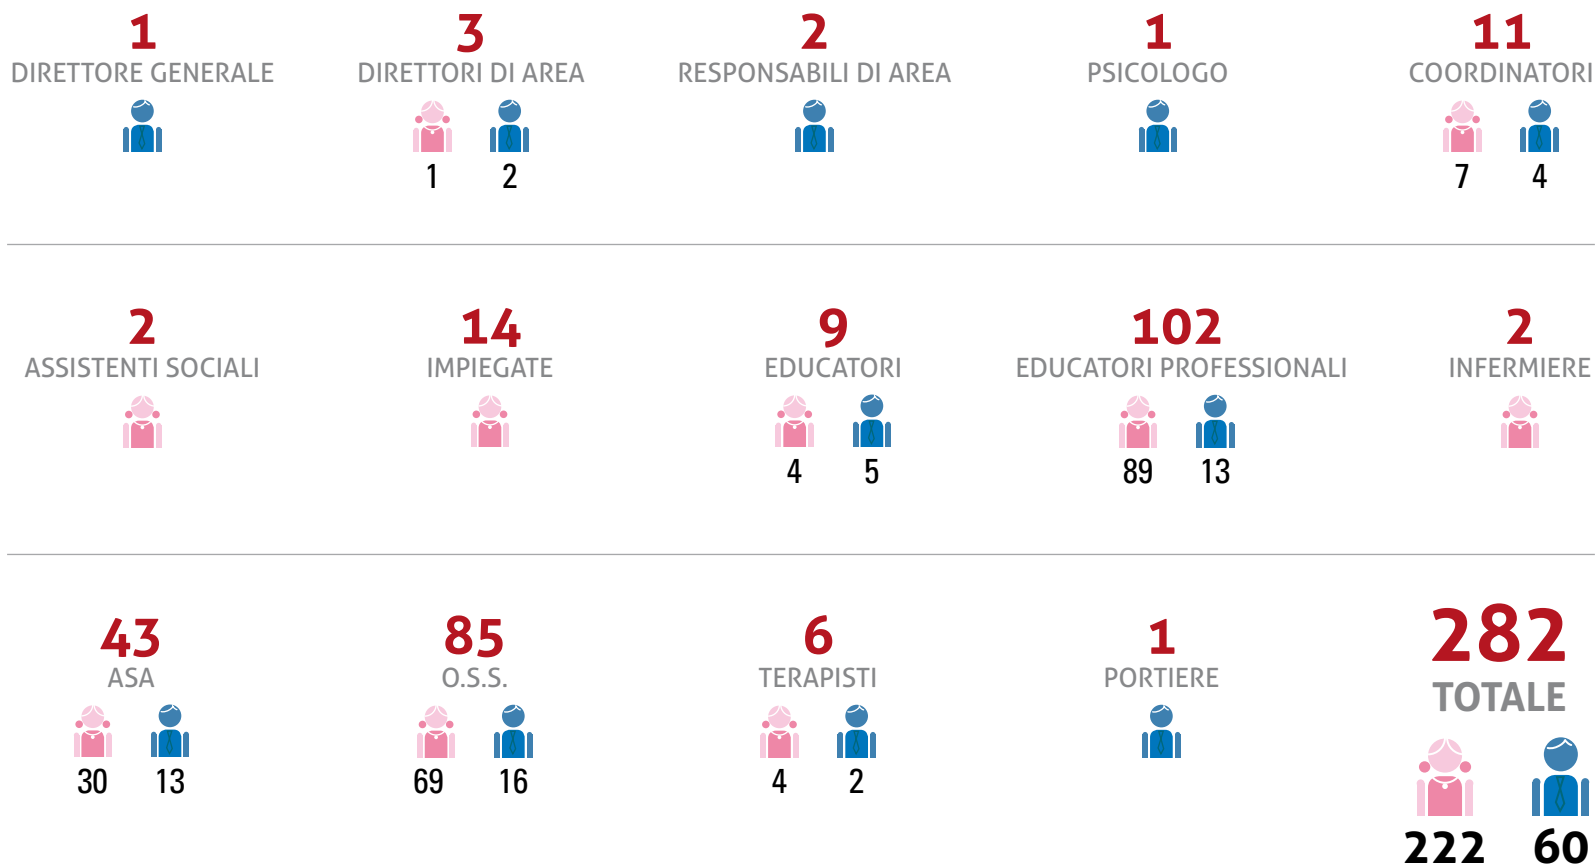 1
DIRETTORE GENERALE
3
DIRETTORI DI AREA
1 2
2
RESPONSABILI DI AREA
1
PSICOLOGO
11
COORDINATORI
7 4
2
ASSISTENTI SOCIALI
14
IMPIEGATE
9
EDUCATORI
4 5
102
EDUCATORI PROFESSIONALI
89 13
2
INFERMIERE
43
ASA
30 13
85
O.S.S.
69 16
6
TERAPISTI
4 2
1
PORTIERE
282
TOTALE
222 60